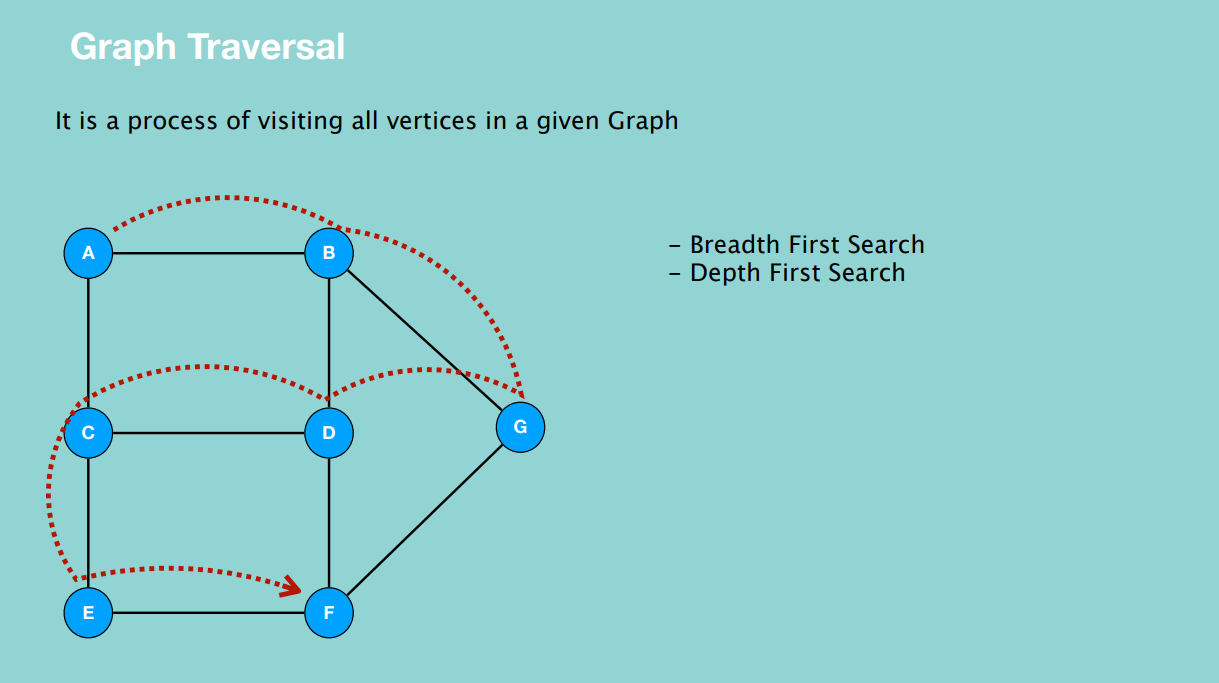 Graph Traversal
It is a process of visiting all vertices in a given Graph
A
B
– Breadth First Search
– Depth First Search
C
D
G
E
F